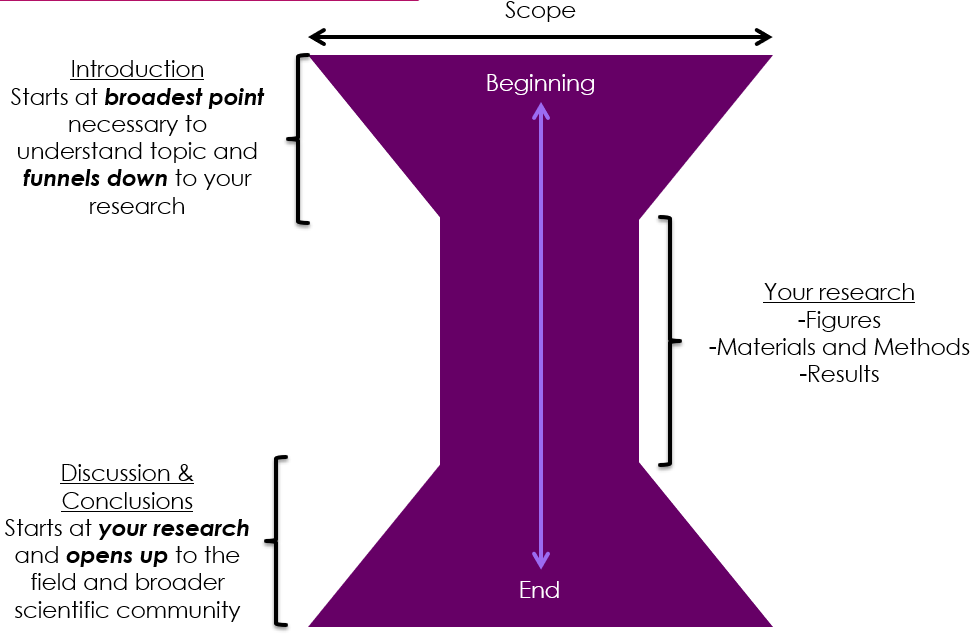 Scope
Introduction
Starts at broadest point
necessary to
understand topic and
funnels down to your
research
Beginning
Your research
-Figures
-Materials and Methods
-Results
Discussion &
Conclusions
Starts at your research
and opens up to the
field and broader
scientific community
End